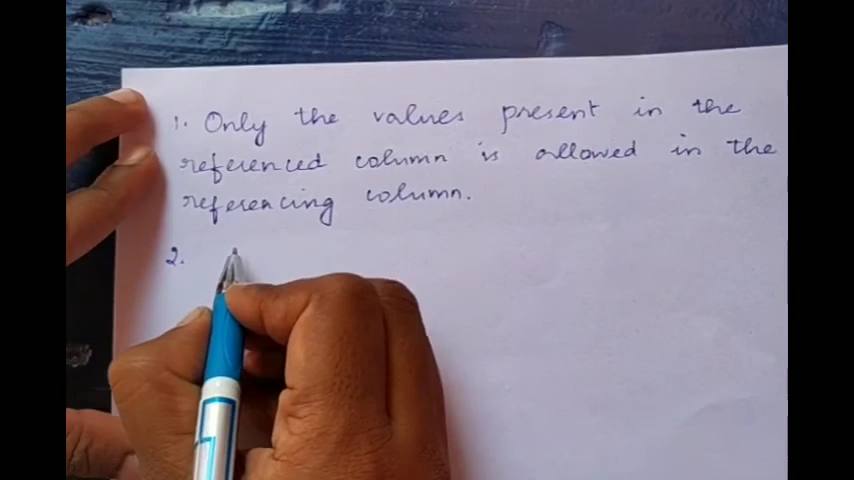 1. Only the values present in the
referenced column is allowed in the
referencing column.
2.